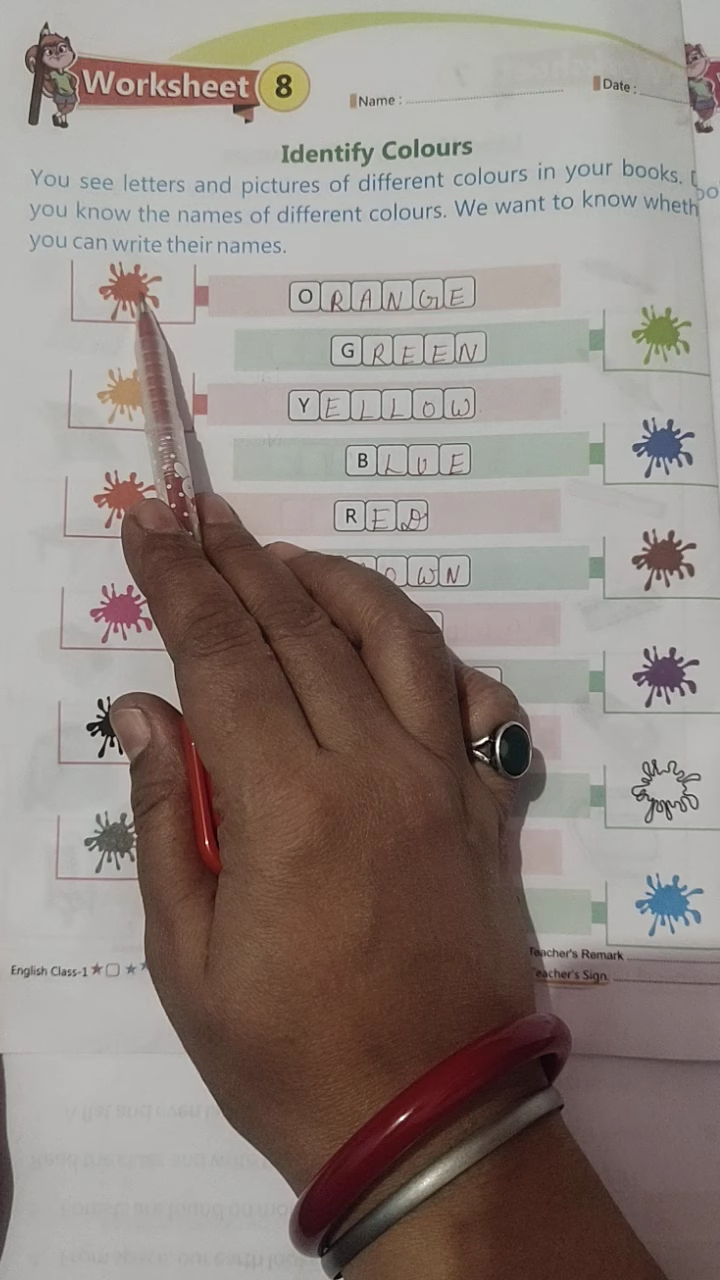 Worksheet 8
Name :
Date :
Identify Colours
You see letters and pictures of different colours in your books.
you know the names of different colours. We want to know wheth
you can write their names.
ORANGE
GREEN
YELLOW
BLUE
RED
OWN
English Class-1
Teacher's Remark
eacher's Sign.